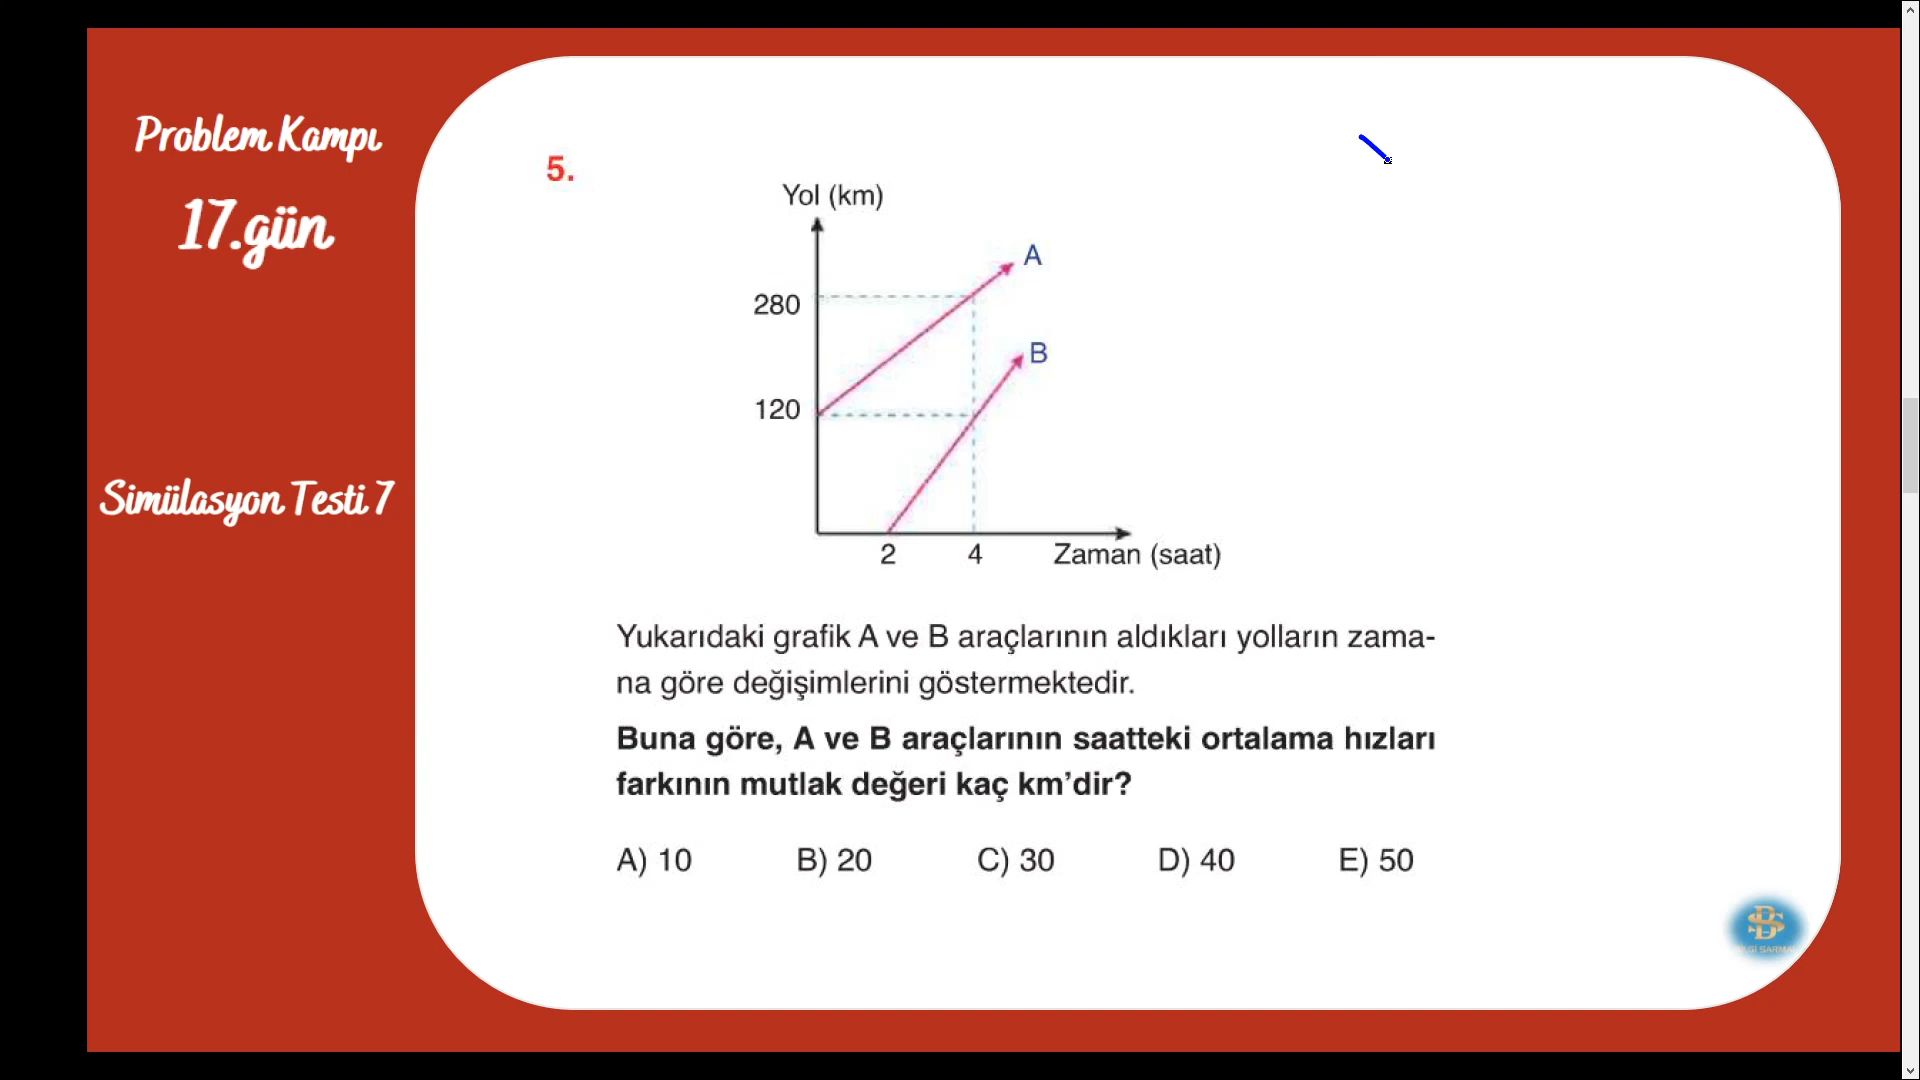 Problem Kampı
17.gün
Simülasyon Testi 7
5.
Yol (km)
A
280
B
120
2
4
Zaman (saat)
Yukarıdaki grafik A ve B araçlarının aldıkları yolların zama-
na göre değişimlerini göstermektedir.
Buna göre, A ve B araçlarının saatteki ortalama hızları
farkının mutlak değeri kaç km’dir?
A) 10 B) 20 C) 30 D) 40 E) 50